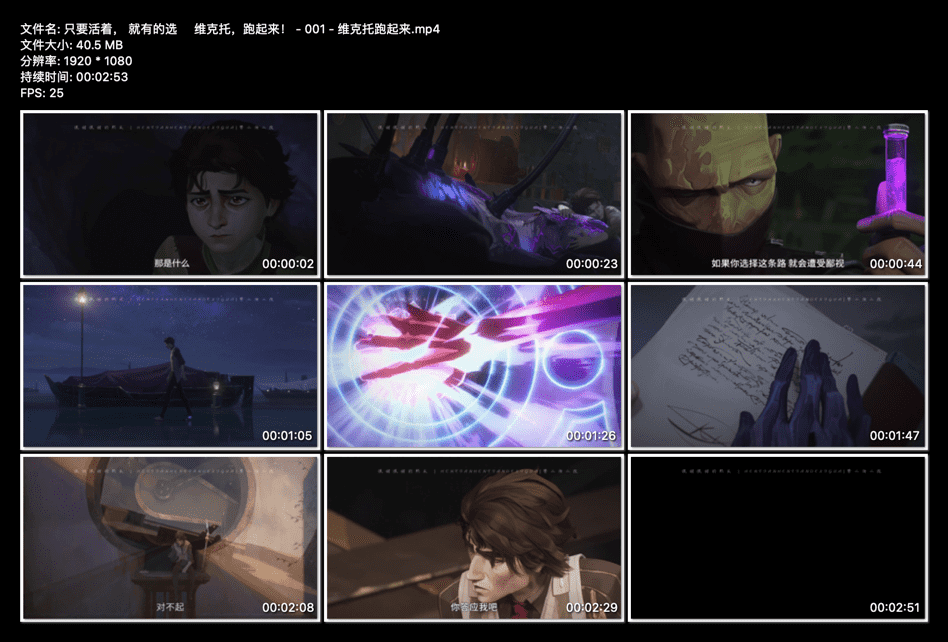 文件名: 只要活着， 就有的选 维克托，跑起来！ - 001 - 维克托跑起来.mp4
文件大小: 40.5 MB
分辨率: 1920 * 1080
持续时间: 00:02:53
FPS: 25
那是什么
00:00:02
00:00:23
如果你选择这条路 就会遭受鄙视
00:00:44
00:01:05
00:01:26
00:01:47
对不起
00:02:08
你答应我吧
00:02:29
00:02:51